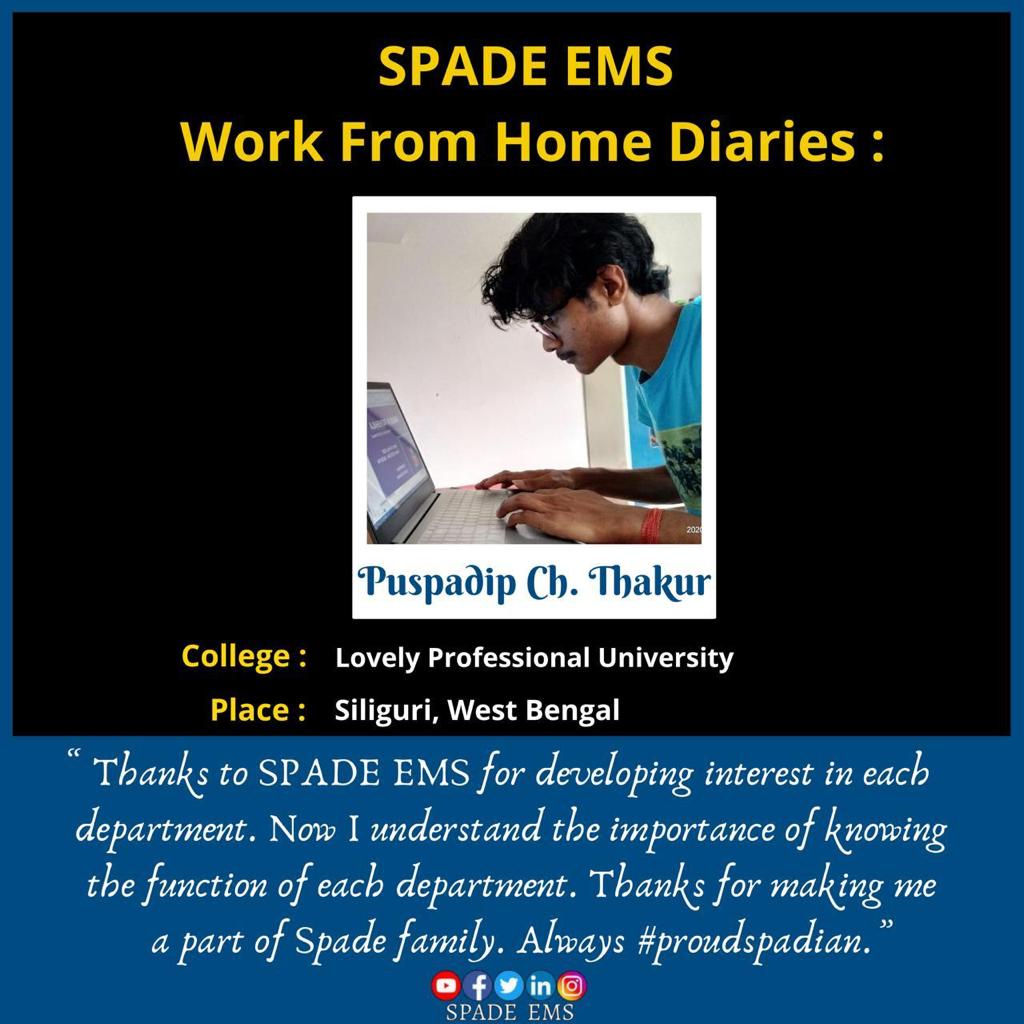 SPADE EMS
Work From Home Diaries :
2020
Puspadip Ch. Thakur
College : Lovely Professional University
Place : Siliguri, West Bengal
“ Thanks to SPADE EMS for developing interest in each
department. Now I understand the importance of knowing
the function of each department. Thanks for making me
a part of Spade family. Always #proudspadian.”
SPADE EMS